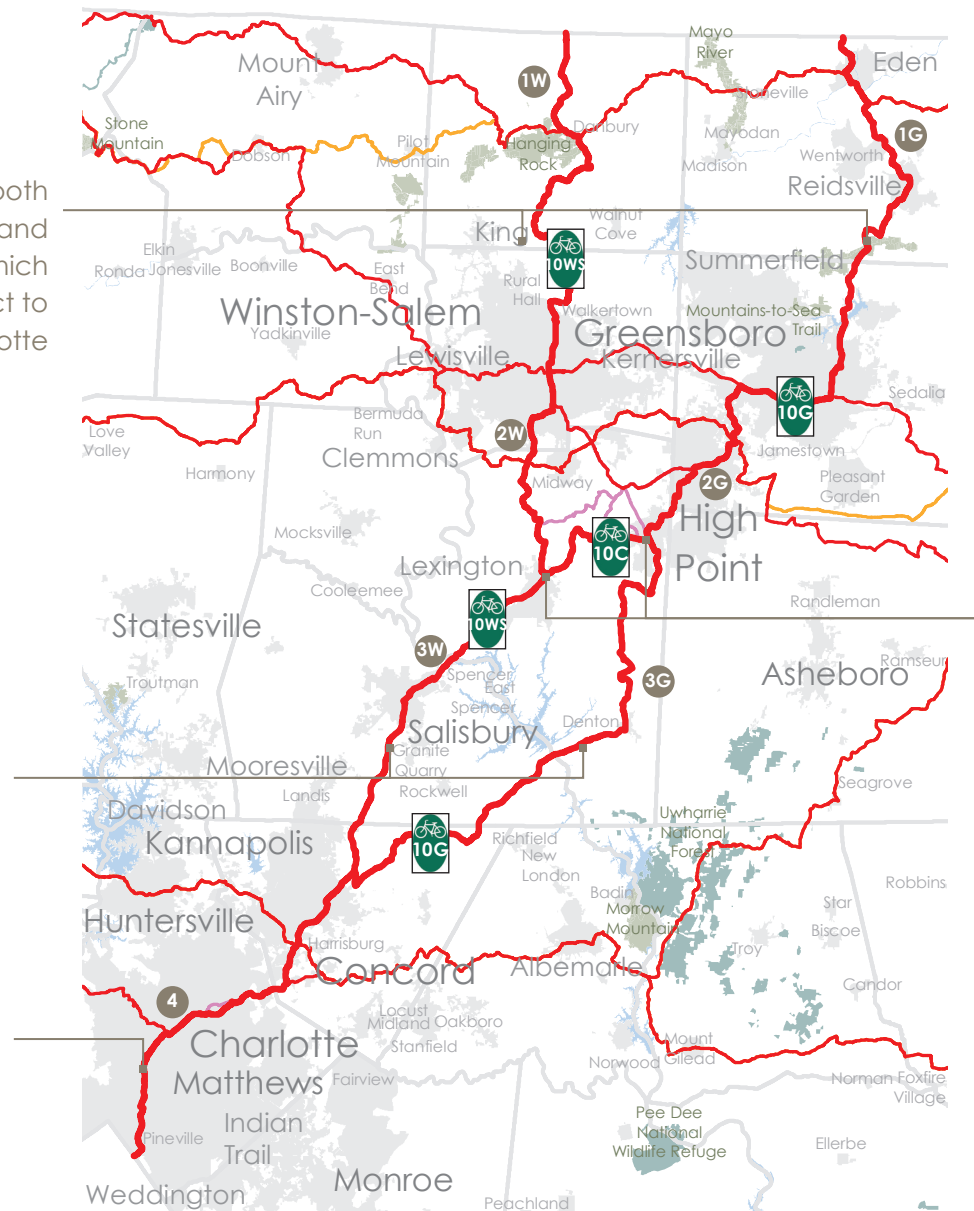 Mayo
River
Eden
Mount
Airy
1W
Stoneville
Stone
Mountain
Danbury
Mayodan
1G
Pilot
Mountain
Hanging
Rock
Dobson
Madison
Wentworth
Reidsville
both
and
hich
ct to
otte
King
Walnut
Cove
Elkin
Ronda
Jonesville
Boonville
East
Bend
10WS
Rural
Hall
Summerfield
Winston-Salem
Walkertown
Mountains-to-Sea
Trail
Yadkinville
Greensboro
Lewisville
Kernersville
10G
Sedalia
Love
Valley
Bermuda
Run
2W
Clemmons
Jamestown
Harmony
Midway
2G
Pleasant
Garden
High
Point
Mocksville
10C
Lexington
Cooleemee
Randleman
Statesville
10WS
3W
Ramseur
Spencer
East
Spencer
3G
Asheboro
Troutman
Salisbury
Denton
Granite
Quarry
Mooresville
Landis
Rockwell
Seagrove
Davidson
Kannapolis
10G
Richfield
New
London
Uwharrie
National
Forest
Badin
Robbins
Huntersville
Morrow
Mountain
Star
Biscoe
Harrisburg
Troy
Concord
Albemarle
Candor
4
Locust
Midland
Oakboro
Stanfield
Charlotte
Mount
Gilead
Norwood
Matthews
Fairview
Norman
Foxfire
Village
Indian
Trail
Pee Dee
National
Wildlife Refuge
Pineville
Ellerbe
Monroe
Weddington
Peachland